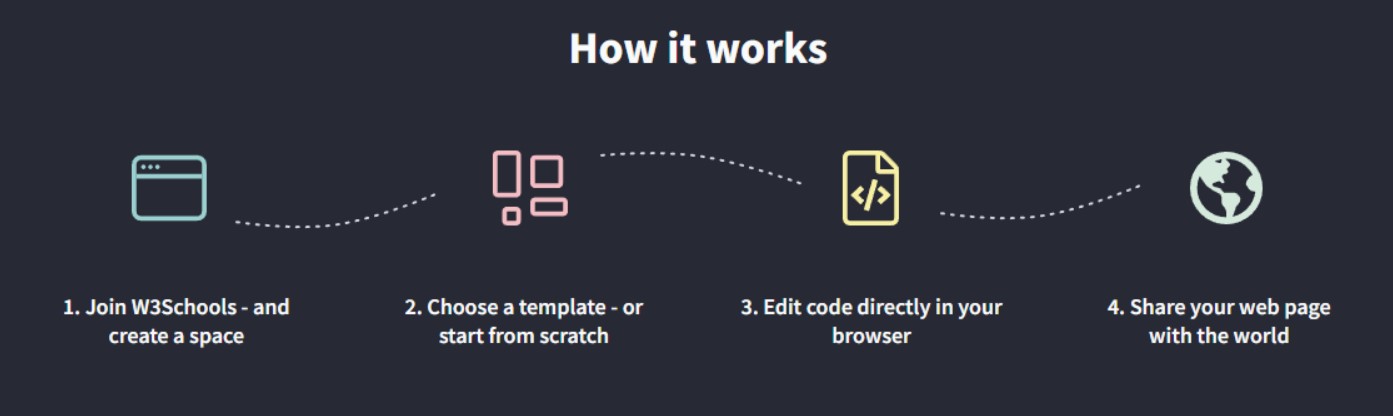 How it works
1. Join W3Schools - and
create a space
2. Choose a template - or
start from scratch
3. Edit code directly in your
browser
4. Share your web page
with the world